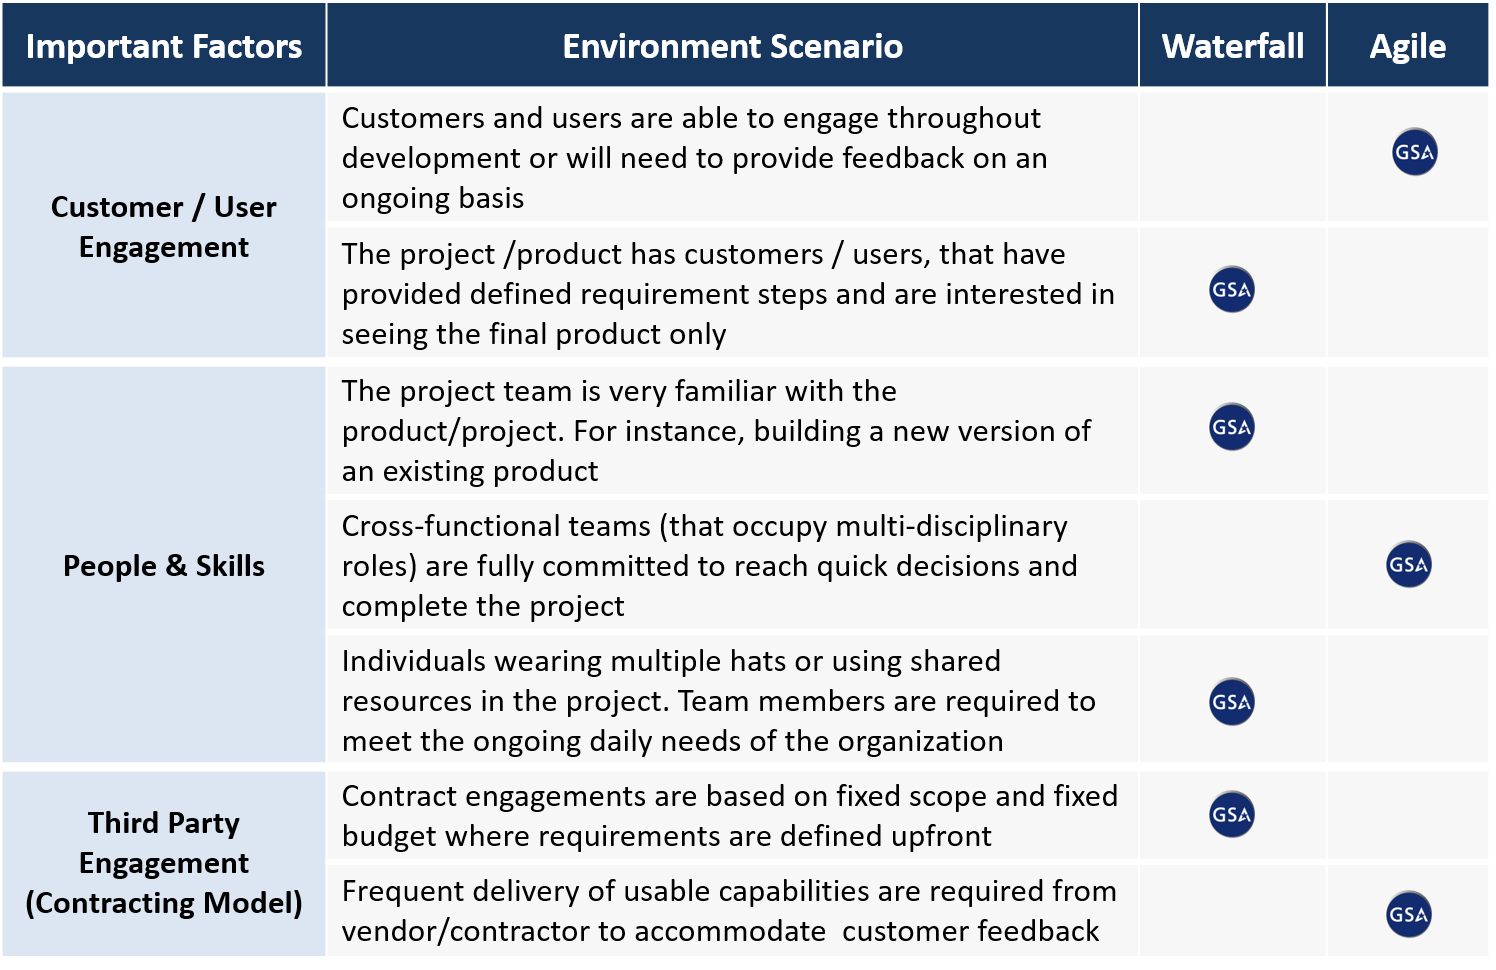 Important Factors
Environment Scenario
Waterfall
Agile
Customer / User
Engagement
Customers and users are able to engage throughout
development or will need to provide feedback on an
ongoing basis
GSA
The project /product has customers / users, that have
provided defined requirement steps and are interested in
seeing the final product only
GSA
People & Skills
The project team is very familiar with the
product/project. For instance, building a new version of
an existing product
GSA
Cross-functional teams (that occupy multi-disciplinary
roles) are fully committed to reach quick decisions and
complete the project
GSA
Individuals wearing multiple hats or using shared
resources in the project. Team members are required to
meet the ongoing daily needs of the organization
GSA
Third Party
Engagement
(Contracting Model)
Contract engagements are based on fixed scope and fixed
budget where requirements are defined upfront
GSA
Frequent delivery of usable capabilities are required from
vendor/contractor to accommodate  customer feedback
GSA